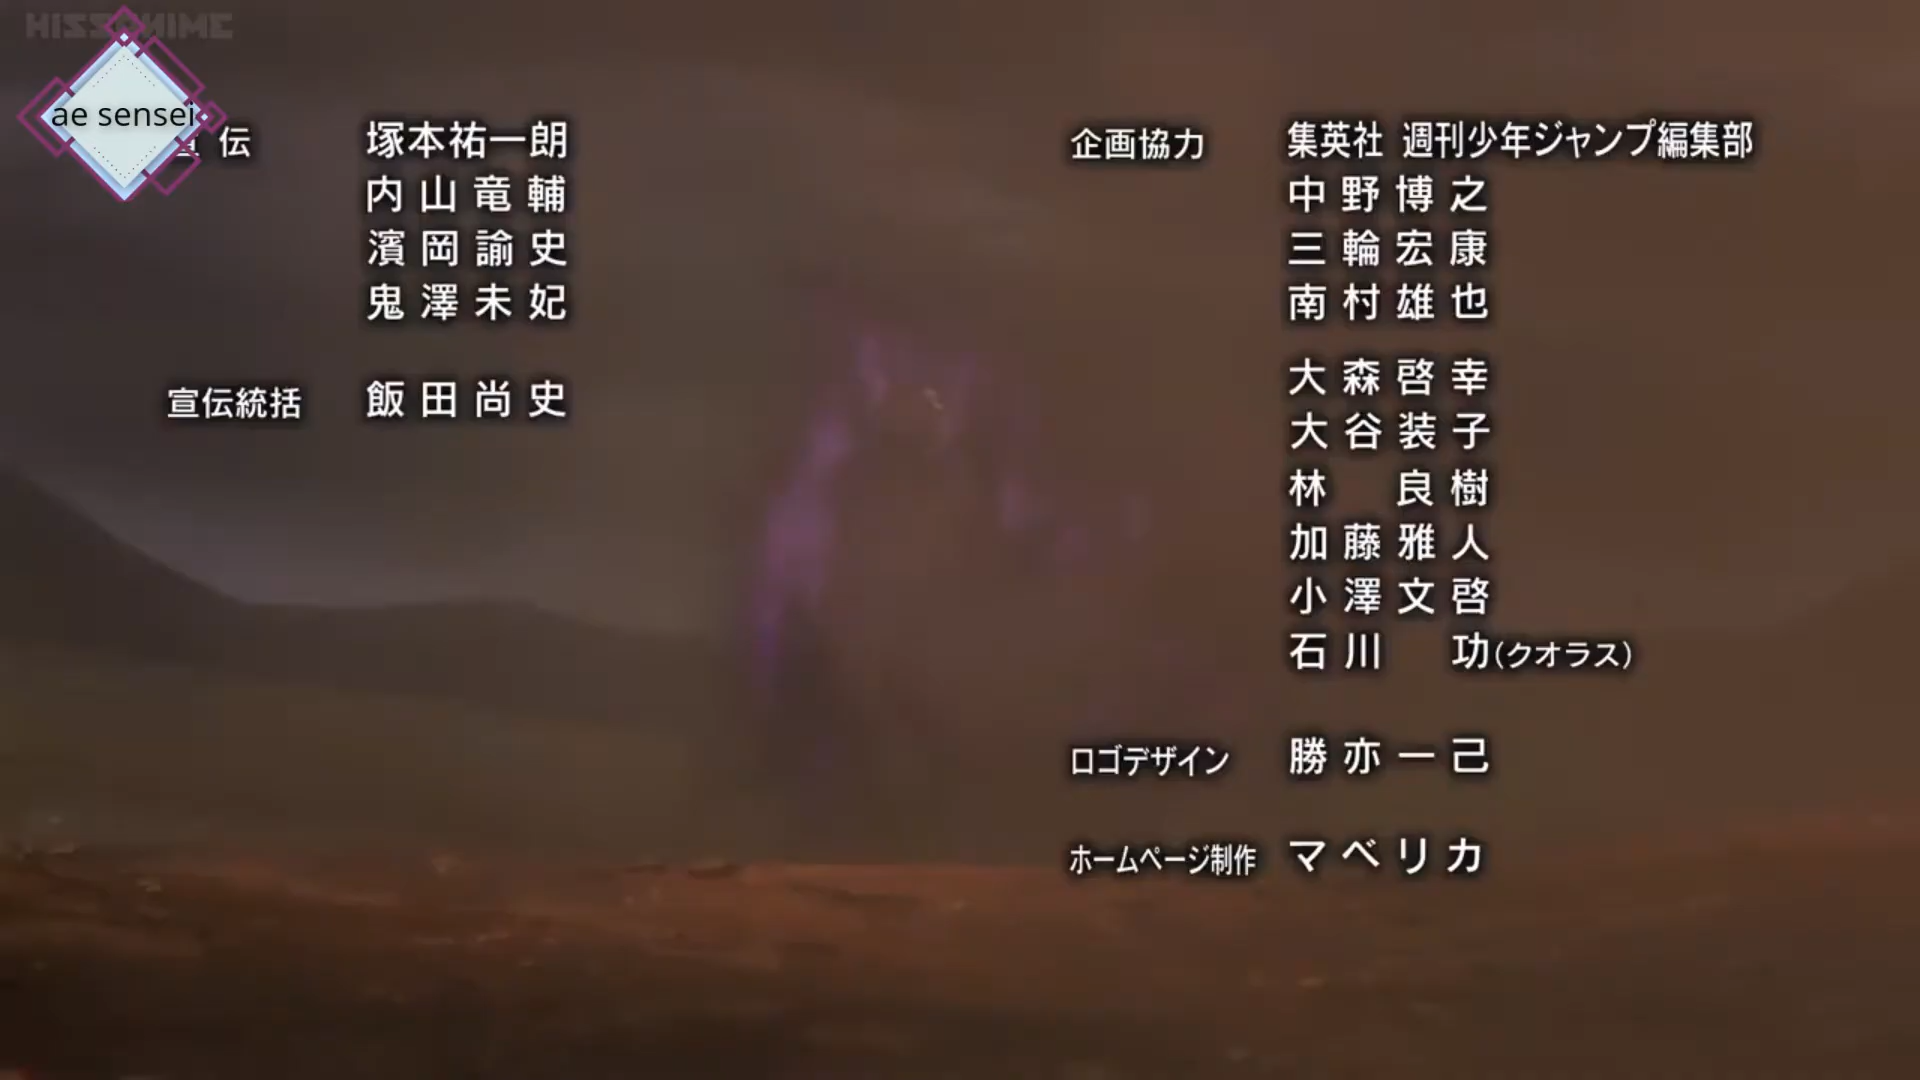 HISSANIME
ae sensei
宣 伝 塚本祐一朗
内山竜輔
濱岡諭史
鬼澤未妃
宣伝統括 飯田尚史
企画協力 集英社 週刊少年ジャンプ編集部
中野博之
三輪宏康
南村雄也
大森啓幸
大谷装子
林 良樹
加藤雅人
小澤文啓
石川 功(クオラス)
ロゴデザイン 勝亦一己
ホームページ制作 マベリカ